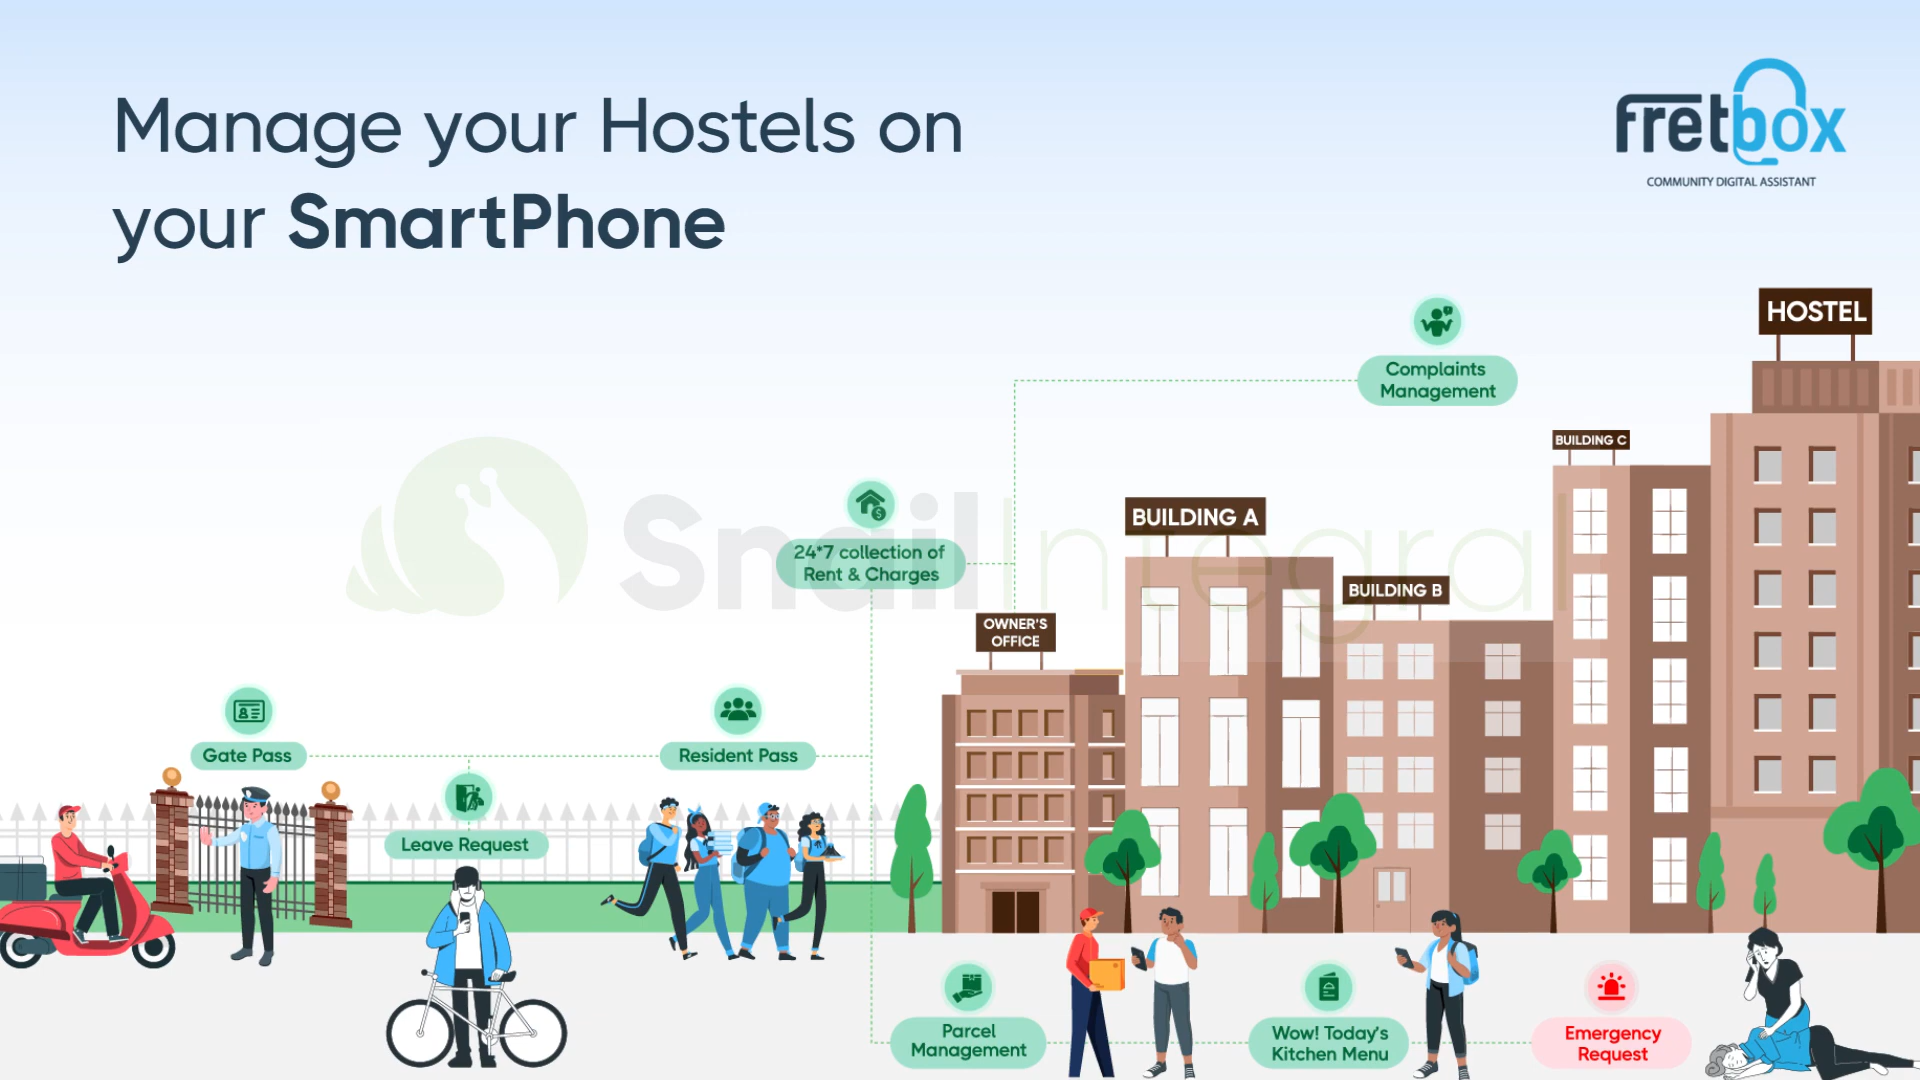 Manage your Hostels on
your SmartPhone
fretbox
COMMUNITY DIGITAL ASSISTANT
HOSTEL
Complaints
Management
BUILDING C
BUILDING A
24*7 collection of
Rent & Charges
SnailIntegral
BUILDING B
OWNER'S
OFFICE
Gate Pass
Resident Pass
Leave Request
Parcel
Management
Wow! Today's
Kitchen Menu
Emergency
Request